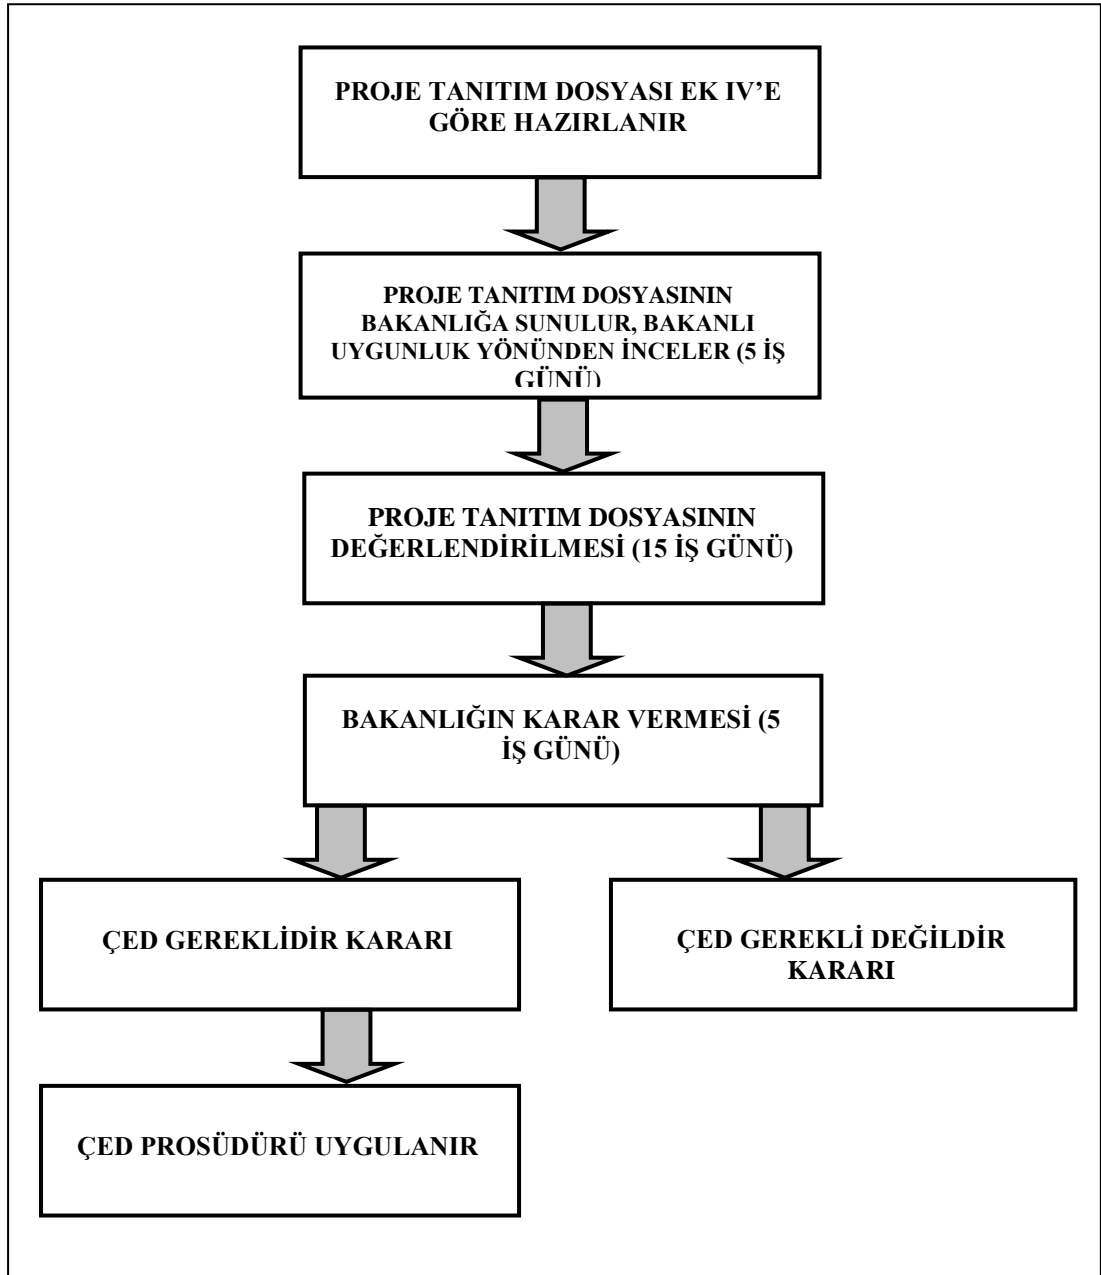 PROJE TANITIM DOSYASI EK IV’E
GÖRE HAZIRLANIR
PROJE TANITIM DOSYASININ
BAKANLIĞA SUNULUR, BAKANLI
UYGUNLUK YÖNÜNDEN İNCELER (5 İŞ
GÜNÜ)
PROJE TANITIM DOSYASININ
DEĞERLENDİRİLMESİ (15 İŞ GÜNÜ)
BAKANLIĞIN KARAR VERMESİ (5
İŞ GÜNÜ)
ÇED GEREKLİDİR KARARI
ÇED GEREKLİ DEĞİLDİR
KARARI
ÇED PROSÜDÜRÜ UYGULANIR